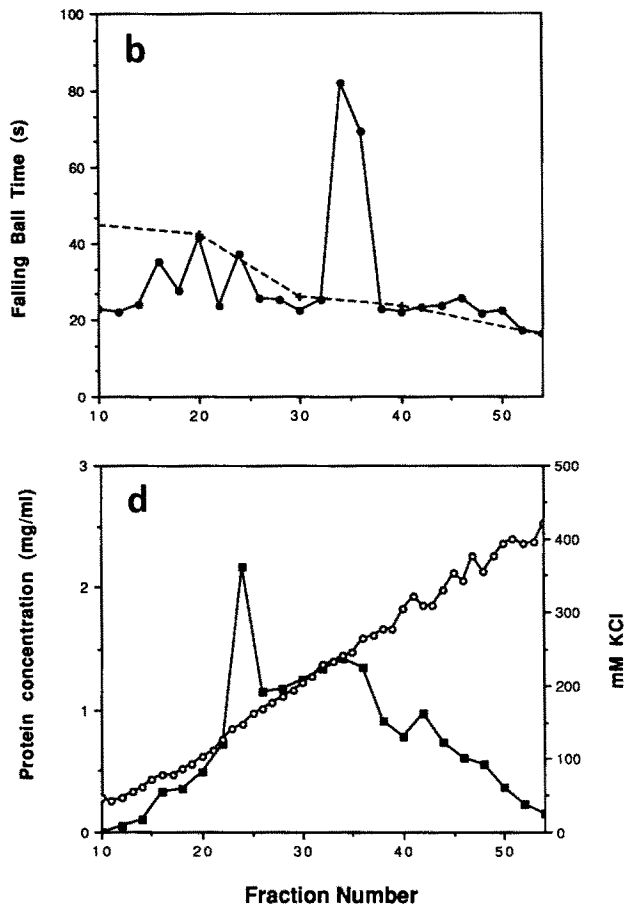 b
Falling Ball Time (s)
100
80
60
40
20
0
10 20 30 40 50
d
Protein concentration (mg/ml)
3
2
1
0
500
400
300
200
100
0
mM KCl
10 20 30 40 50
Fraction Number